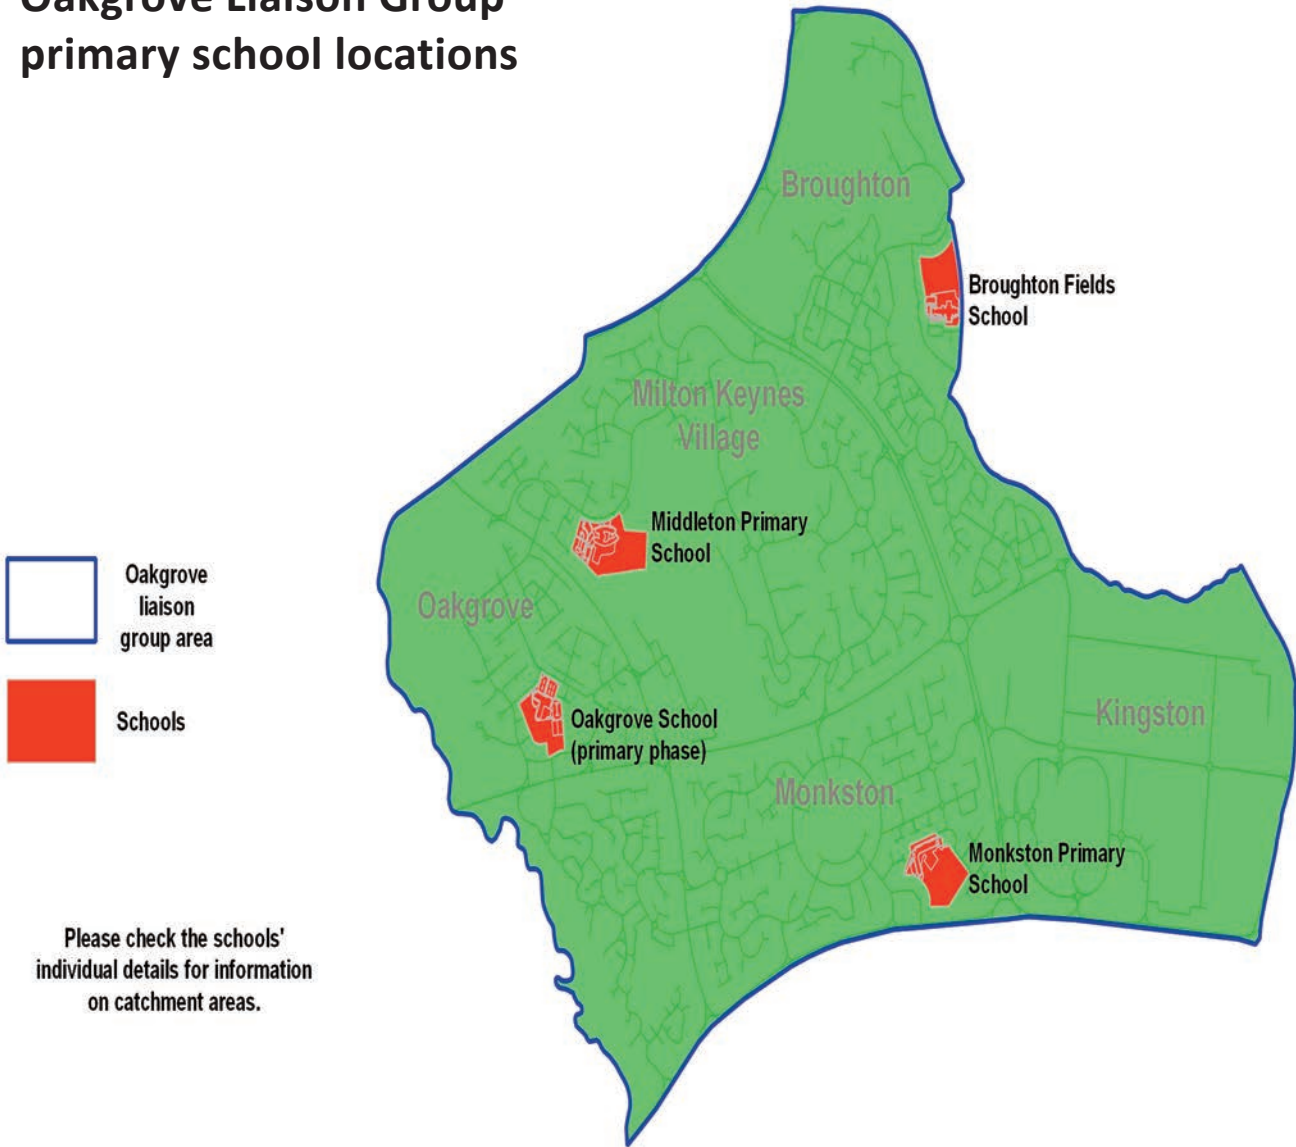 Oakgrove Liaison Group
primary school locations
Broughton
Broughton Fields
School
Milton Keynes
Village
Middleton Primary
School
Oakgrove
Oakgrove School
(primary phase)
Kingston
Monkston
Monkston Primary
School
Oakgrove
liaison
group area
Schools
Please check the schools'
individual details for information
on catchment areas.